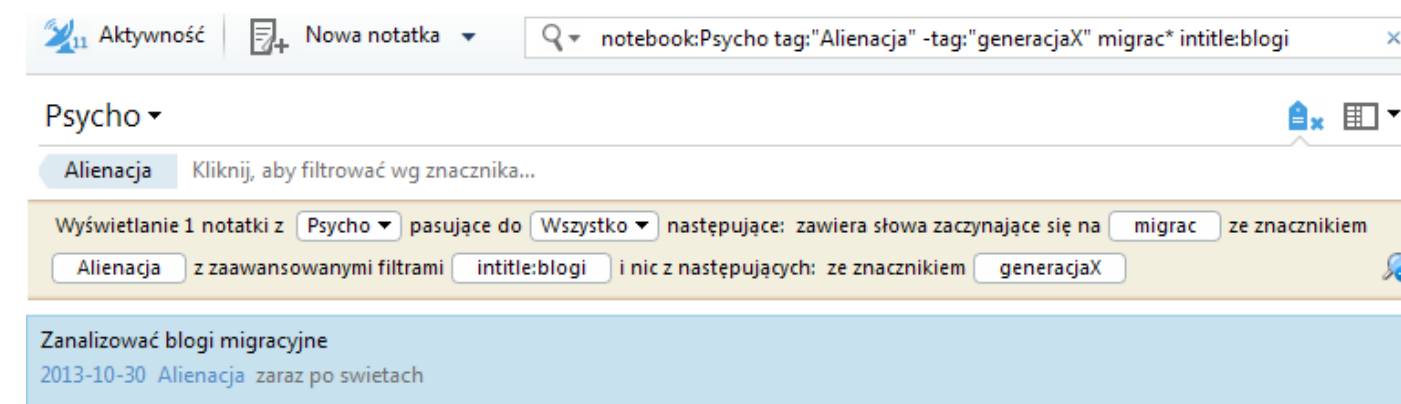 11 Aktywność Nowa notatka notebook:Psycho tag:"Alienacja" -tag:"generacjaX" migrac* intitle:blogi
Psycho
Alienacja Kliknij, aby filtrować wg znacznika...
Wyświetlanie 1 notatki z Psycho pasujące do Wszystko następujące: zawiera słowa zaczynające się na migrac ze znacznikiem
Alienacja z zaawansowanymi filtrami intitle:blogi i nic z następujących: ze znacznikiem generacjaX
Zanalizować blogi migracyjne
2013-10-30 Alienacja zaraz po swietach